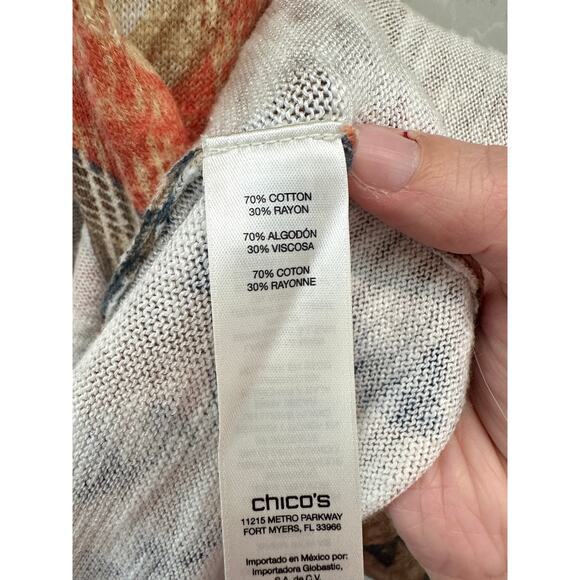 70% COTTON
30% RAYON
70% ALGODÓN
30% VISCOSA
70% COTON
30% RAYONNE
chico's
11215 METRO PARKWAY
FORT MYERS, FL 33966
Importado en México por:
Importadora Globastic,
S.A. de C.V.